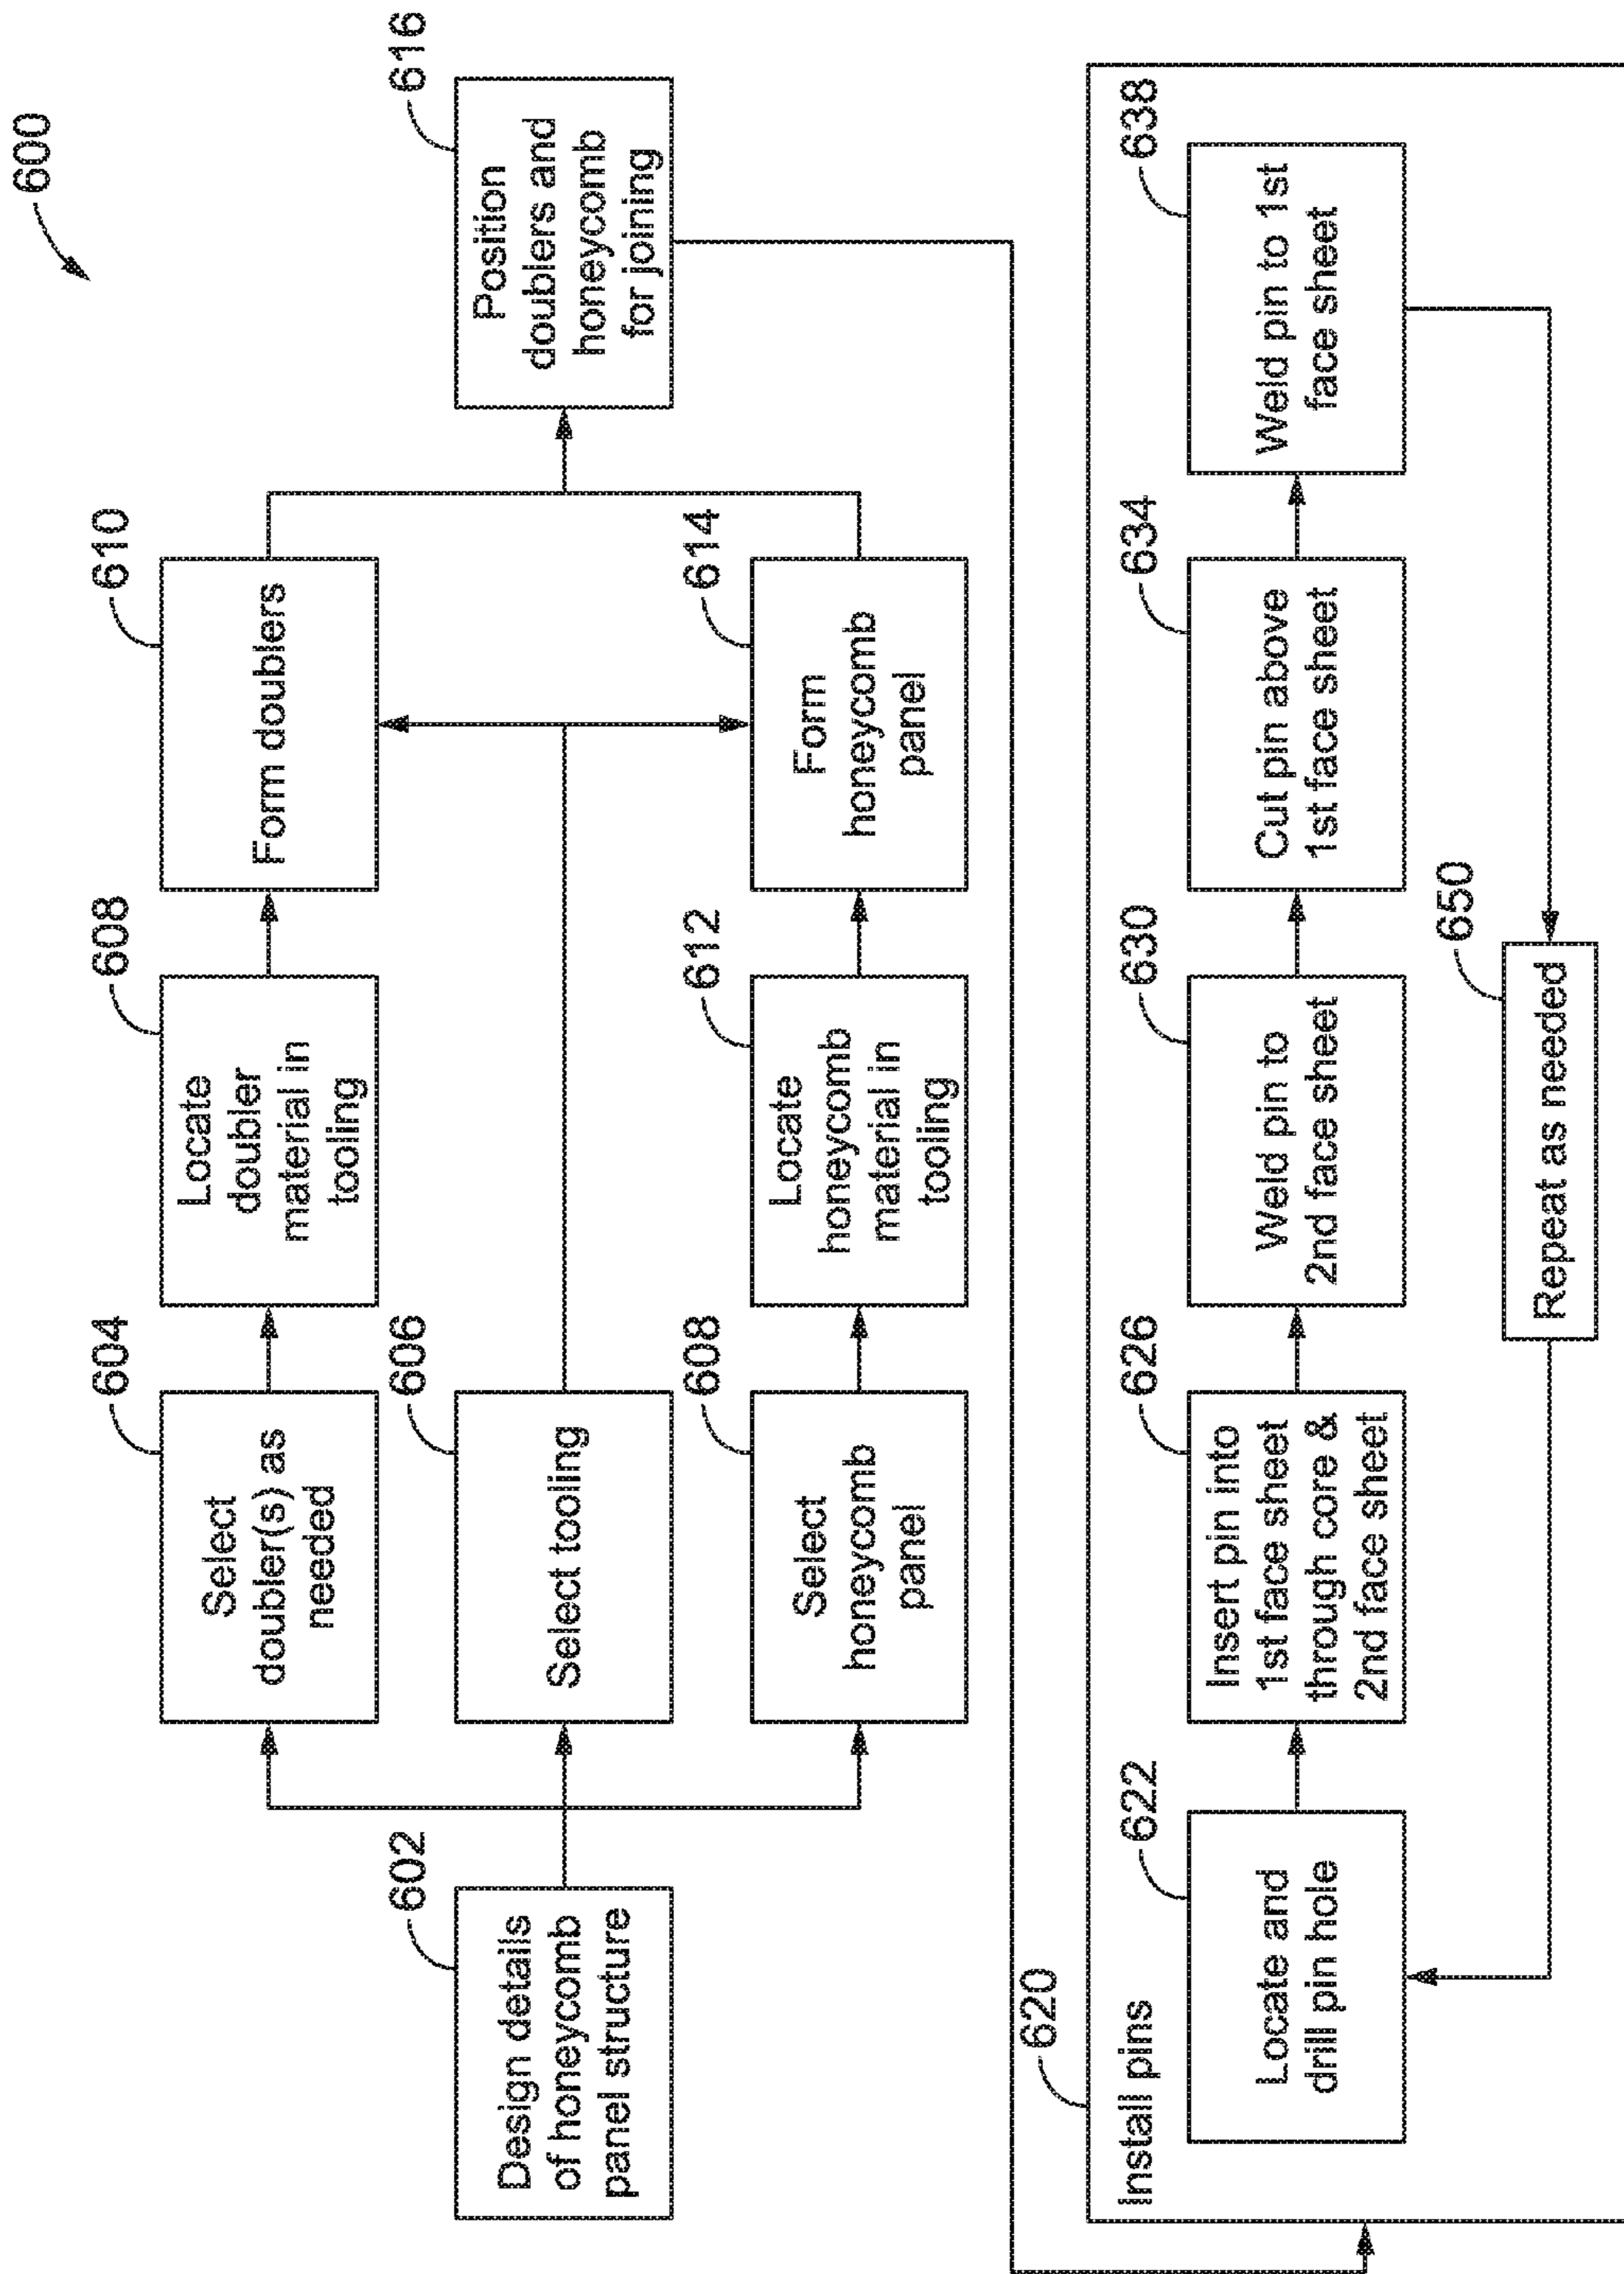 600
602
Design details
of honeycomb
panel structure
604
Select
doubler(s) as
needed
606
Select tooling
608
Select
honeycomb
panel
608
Locate
doubler
material in
tooling
612
Locate
honeycomb
material in
tooling
610
Form doublers
614
Form
honeycomb
panel
616
Position
doublers and
honeycomb
for joining
620
Install pins
622
Locate and
drill pin hole
626
Insert pin into
1st face sheet
through core &
2nd face sheet
630
Weld pin to
2nd face sheet
634
Cut pin above
1st face sheet
638
Weld pin to 1st
face sheet
650
Repeat as needed